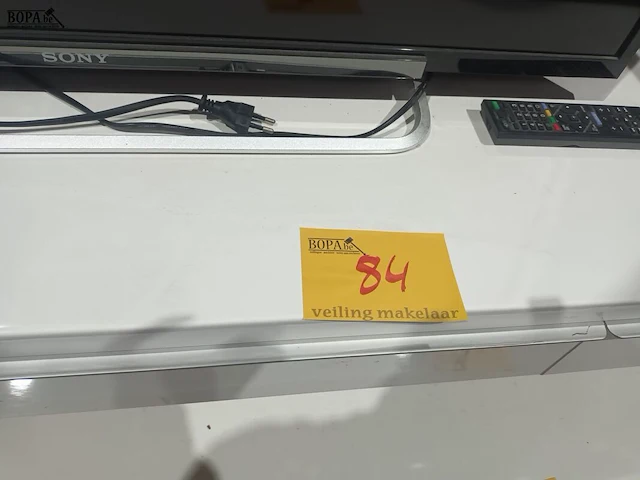 BOPA.be
SONY
BOPA.be
84
veiling makelaar